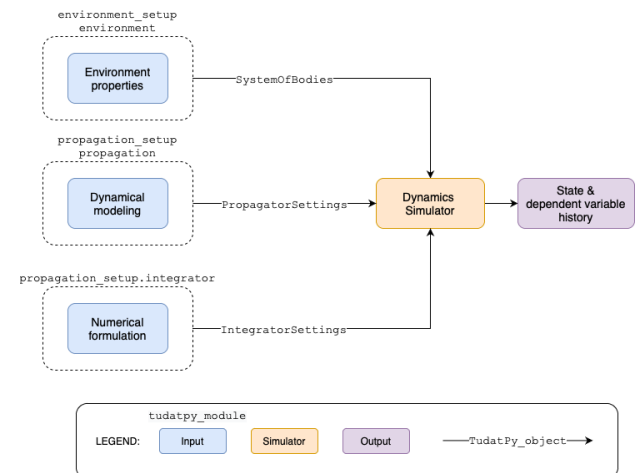 environment_setup
environment
Environment
properties
SystemOfBodies
propagation_setup
propagation
Dynamical
modeling
PropagatorSettings
Dynamics
Simulator
State &
dependent variable
history
propagation_setup.integrator
Numerical
formulation
IntegratorSettings
tudatpy_module
LEGEND:
Input
Simulator
Output
TudatPy_object